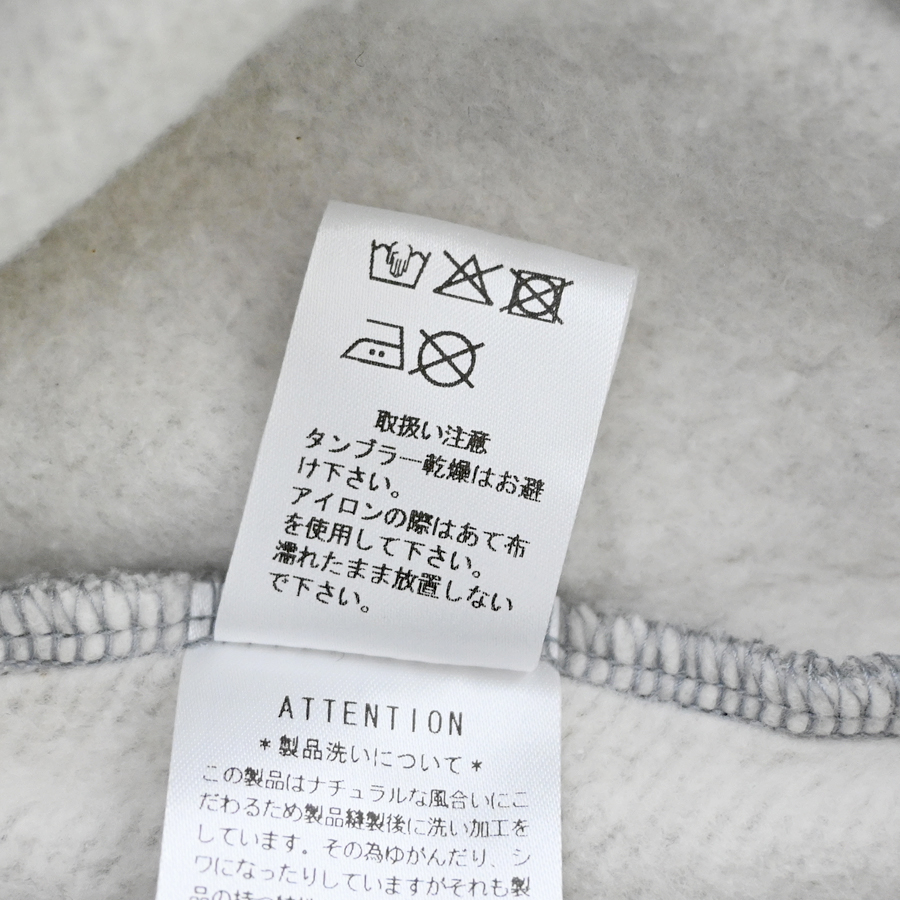 取扱い注意
タンブラー乾燥はお避
け下さい。
アイロンの際はあて布
を使用して下さい。
濡れたまま放置しない
で下さい。
ATTENTION
*製品洗いについて*
この製品はナチュラルな風合いにこ
だわるため製品縫製後に洗い加工を
しています。その為ゆがんだり、シ
ワになったりしていますがそれも製
品の持つ